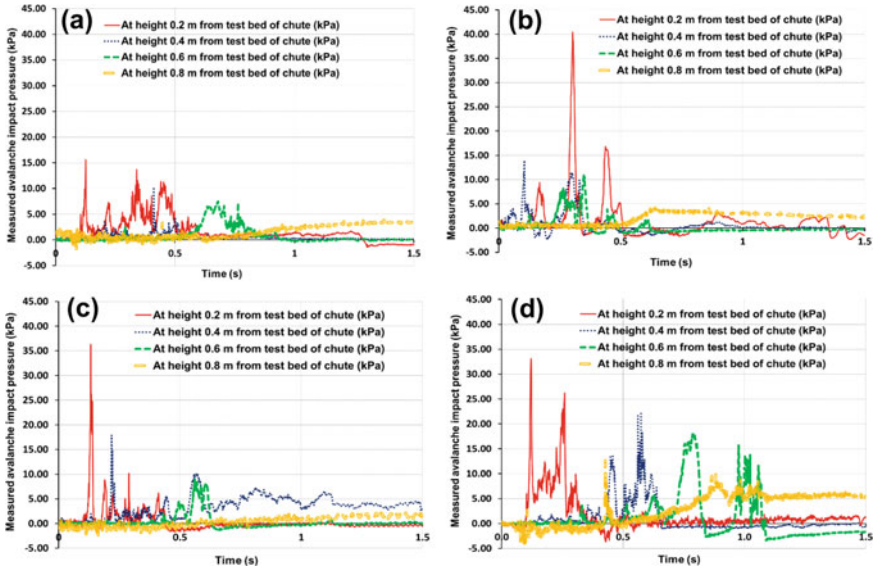 (a)
At height 0.2 m from test bed of chute (kPa)
At height 0.4 m from test bed of chute (kPa)
At height 0.6 m from test bed of chute (kPa)
At height 0.8 m from test bed of chute (kPa)
Measured avalanche impact pressure (kPa)
45.00
40.00
35.00
30.00
25.00
20.00
15.00
10.00
5.00
0.00
-5.00
0
0.5
1
1.5
Time (s)
(b)
At height 0.2 m from test bed of chute (kPa)
At height 0.4 m from test bed of chute (kPa)
At height 0.6 m from test bed of chute (kPa)
At height 0.8 m from test bed of chute (kPa)
Measured avalanche impact pressure (kPa)
45.00
40.00
35.00
30.00
25.00
20.00
15.00
10.00
5.00
0.00
-5.00
0
0.5
1
1.5
Time (s)
(c)
At height 0.2 m from test bed of chute (kPa)
At height 0.4 m from test bed of chute (kPa)
At height 0.6 m from test bed of chute (kPa)
At height 0.8 m from test bed of chute (kPa)
Measured avalanche impact pressure (kPa)
45.00
40.00
35.00
30.00
25.00
20.00
15.00
10.00
5.00
0.00
-5.00
0
0.5
1
1.5
Time (s)
(d)
At height 0.2 m from test bed of chute (kPa)
At height 0.4 m from test bed of chute (kPa)
At height 0.6 m from test bed of chute (kPa)
At height 0.8 m from test bed of chute (kPa)
Measured avalanche impact pressure (kPa)
45.00
40.00
35.00
30.00
25.00
20.00
15.00
10.00
5.00
0.00
-5.00
0
0.5
1
1.5
Time (s)